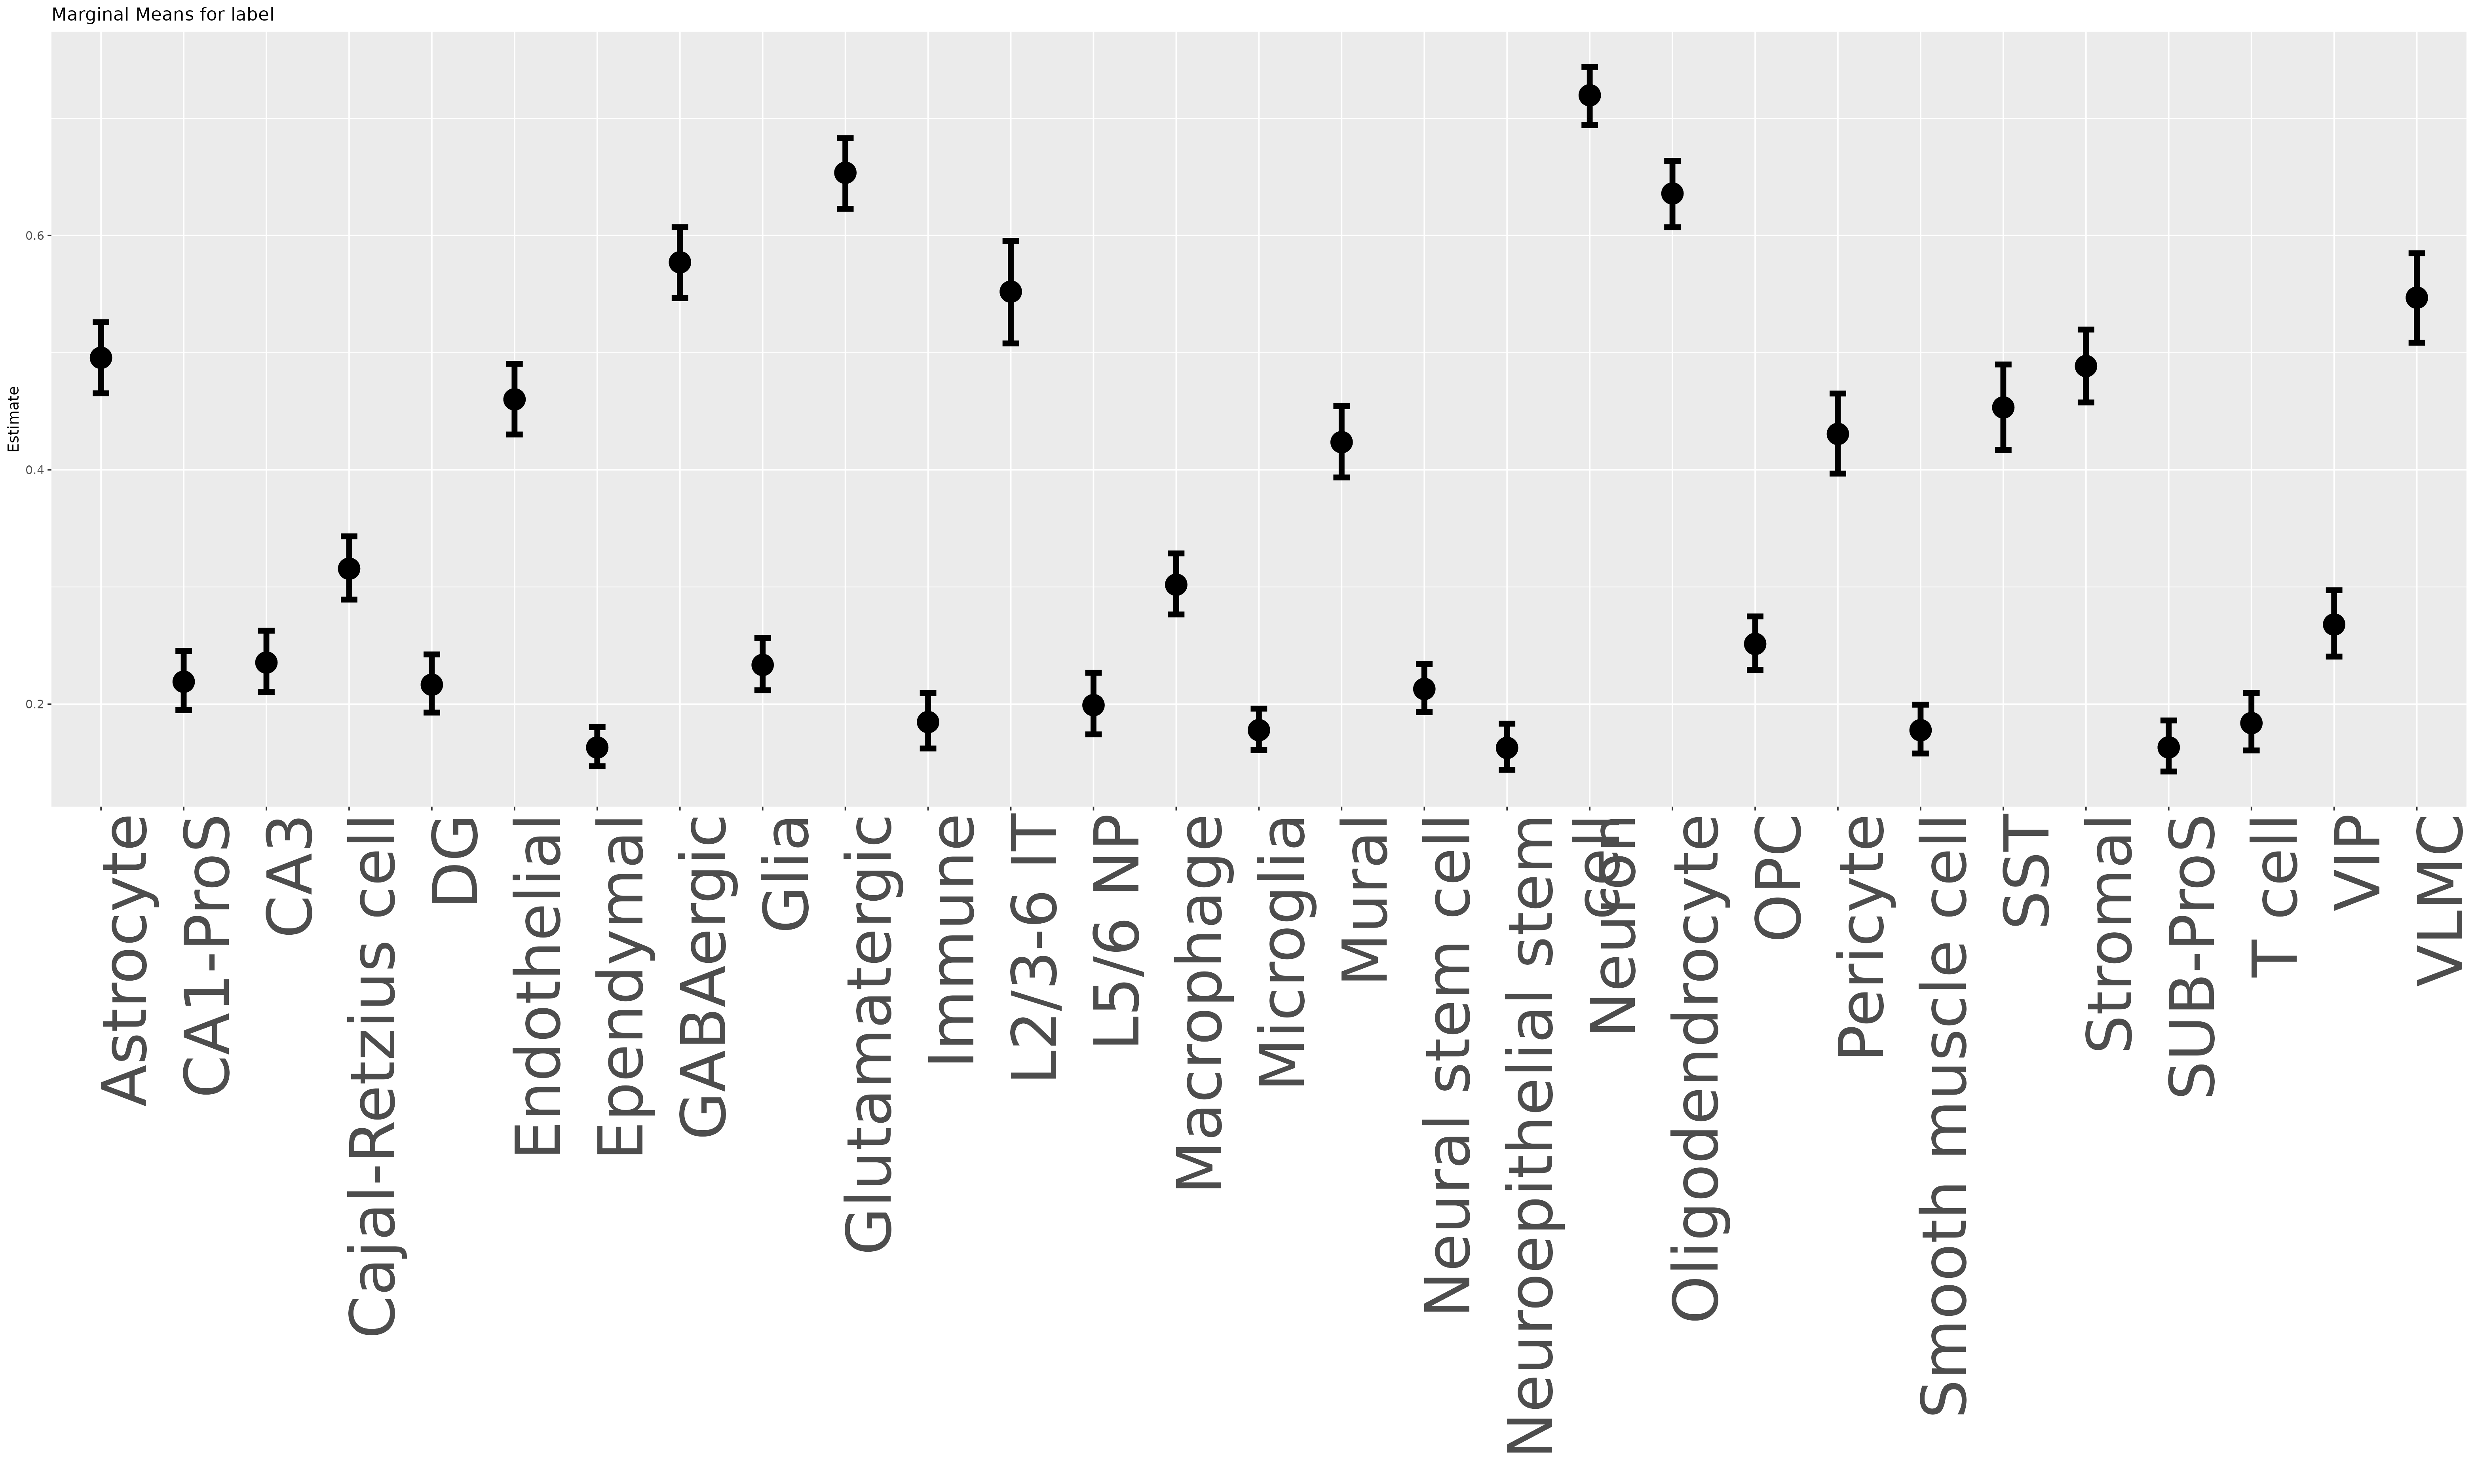 Marginal Means for label
Estimate
0.6
0.4
0.2
Astrocyte
CA1-ProS
CA3
Cajal-Retzius cell
DG
Endothelial
Ependymal
GABAergic
Glia
Glutamatergic
Immune
L2/3-6 IT
L5/6 NP
Macrophage
Microglia
Mural
Neural stem cell
Neuroepithelial stem
cell
Neuron
Oligodendrocyte
OPC
Pericyte
Smooth muscle cell
SST
Stromal
SUB-ProS
T cell
VIP
VLMC